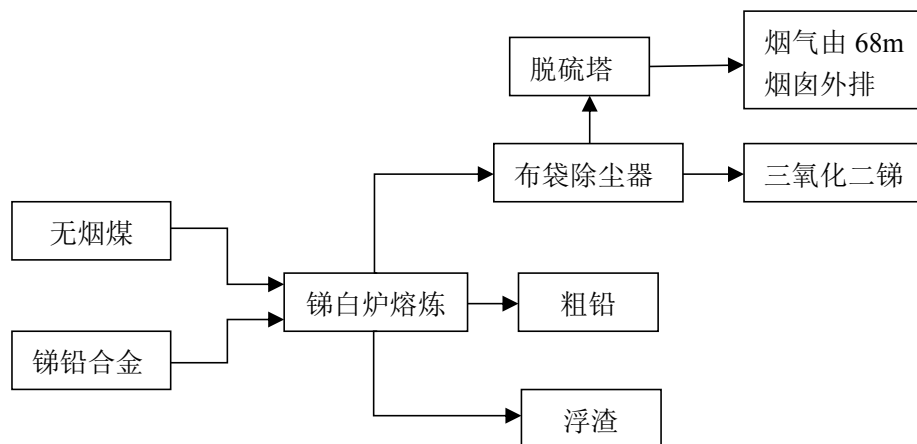 烟气由 68m
烟囱外排
脱硫塔
布袋除尘器
三氧化二锑
无烟煤
锑白炉熔炼
粗铅
锑铅合金
浮渣